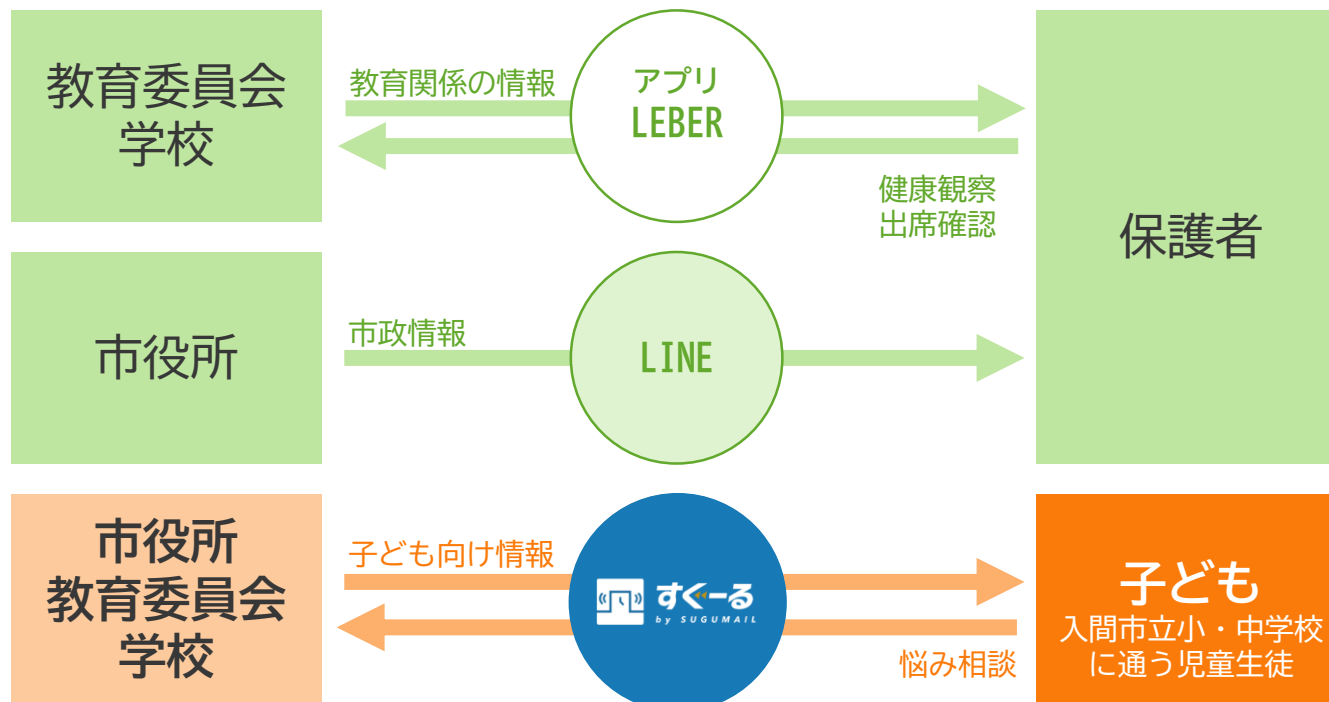 教育委員会
学校
教育関係の情報
アプリ
LEBER
健康観察
出席確認
保護者
市役所
市政情報
LINE
市役所
教育委員会
学校
子ども向け情報
すぐーる
by SUGUMAIL
悩み相談
子ども
入間市立小・中学校
に通う児童生徒